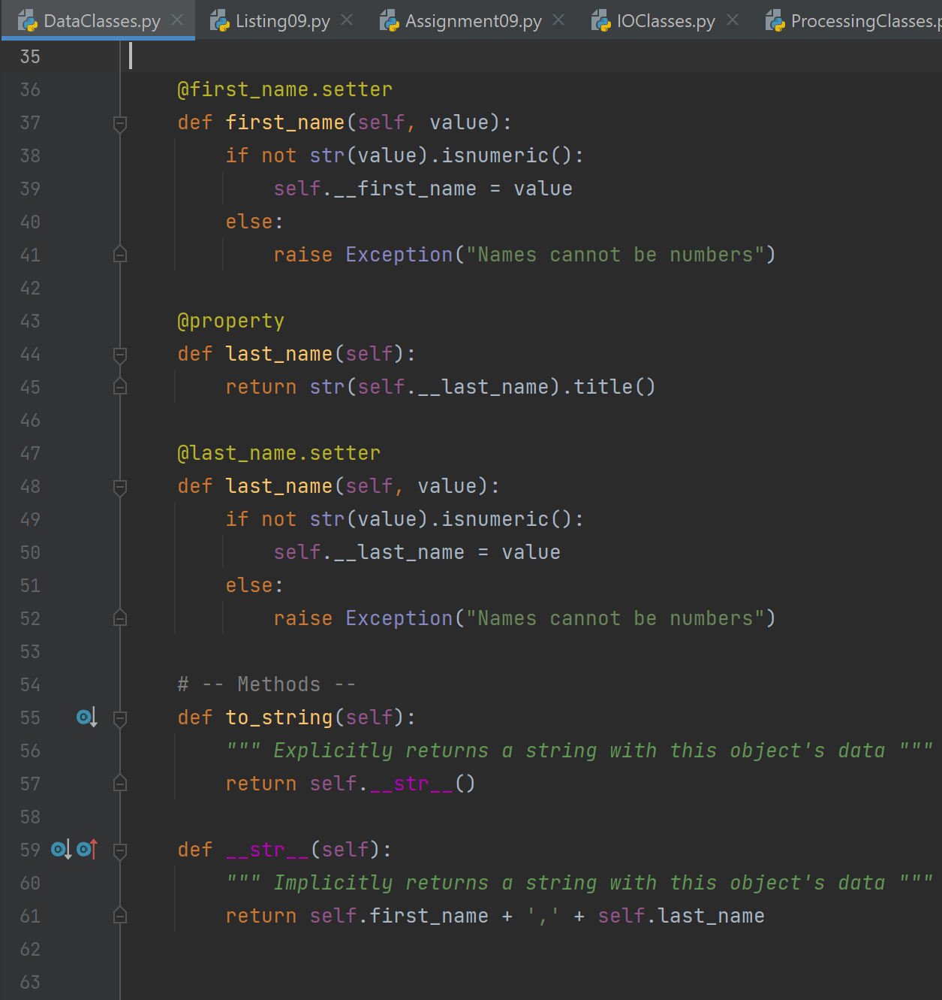 DataClasses.py Listing09.py Assignment09.py IOClasses.py ProcessingClasses.p
35
36 @first_name.setter
37 def first_name(self, value):
38 if not str(value).isnumeric():
39 self.__first_name = value
40 else:
41 raise Exception("Names cannot be numbers")
42
43 @property
44 def last_name(self):
45 return str(self.__last_name).title()
46
47 @last_name.setter
48 def last_name(self, value):
49 if not str(value).isnumeric():
50 self.__last_name = value
51 else:
52 raise Exception("Names cannot be numbers")
53
54 # -- Methods --
55 def to_string(self):
56 """ Explicitly returns a string with this object's data """
57 return self.__str__()
58
59 def __str__(self):
60 """ Implicitly returns a string with this object's data """
61 return self.first_name + ',' + self.last_name
62
63